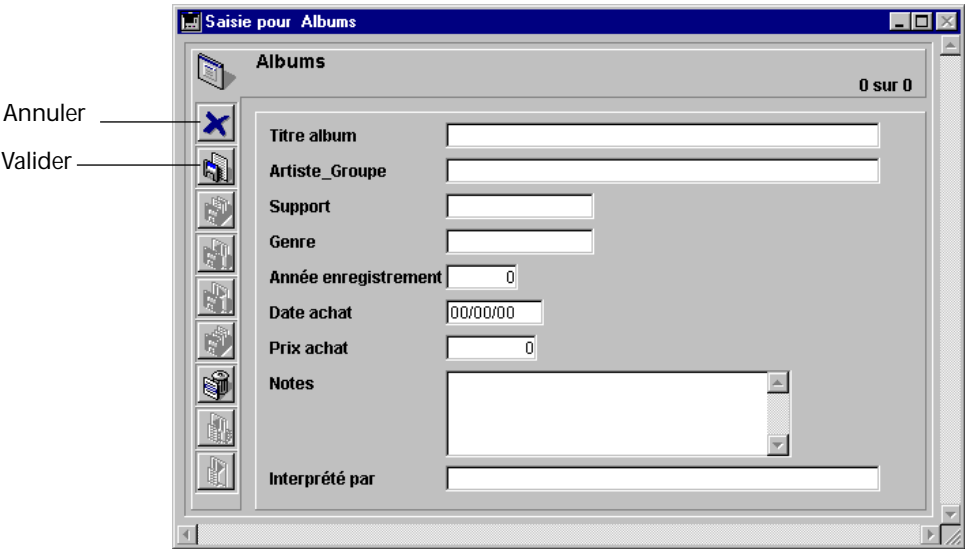 Saisie pour Albums
Albums
0 sur 0
Annuler
Valider
Titre album
Artiste_Groupe
Support
Genre
Année enregistrement 0
Date achat 00/00/00
Prix achat 0
Notes
Interprété par